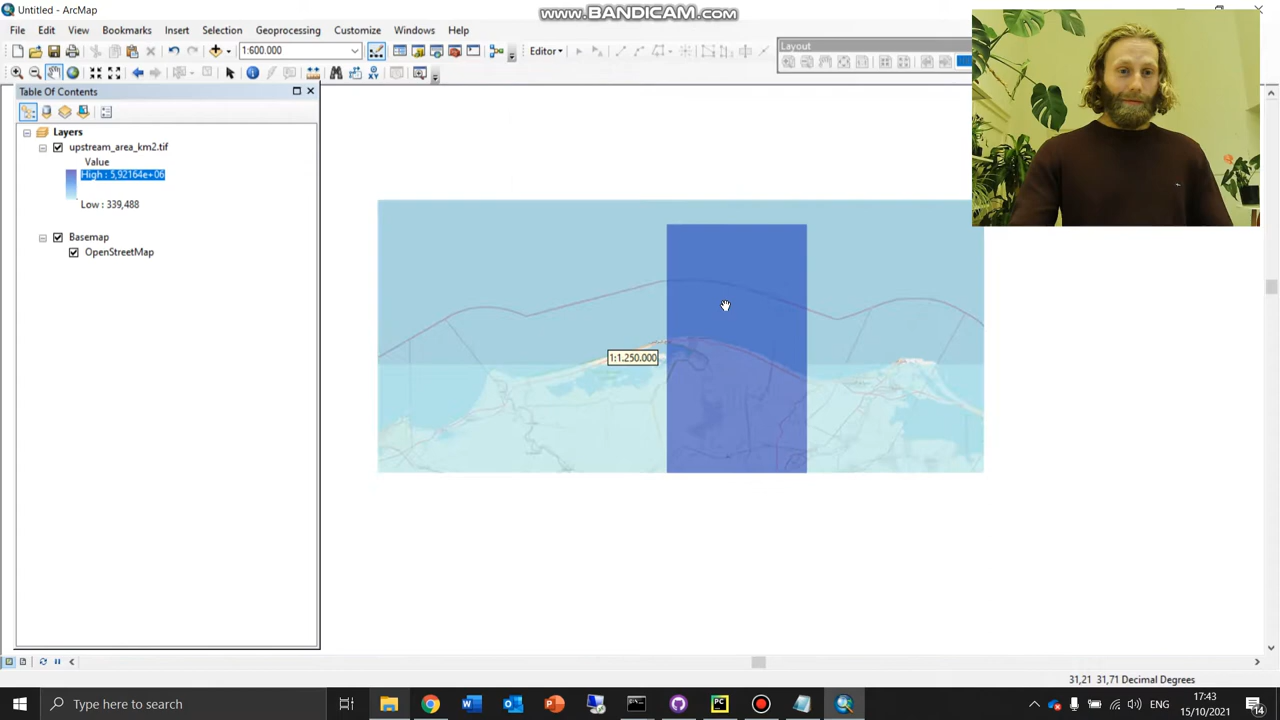 Untitled - ArcMap
www.BANDICAM.com
File Edit View Bookmarks Insert Selection Geoprocessing Customize Windows Help
1:600.000
Editor
Layout
Table Of Contents
Layers
upstream_area_km2.tif
Value
High : 5,92164e+06
Low : 339,488
Basemap
OpenStreetMap
1:1.250.000
31,21 31,71 Decimal Degrees
Type here to search
ENG
17:43
15/10/2021
14